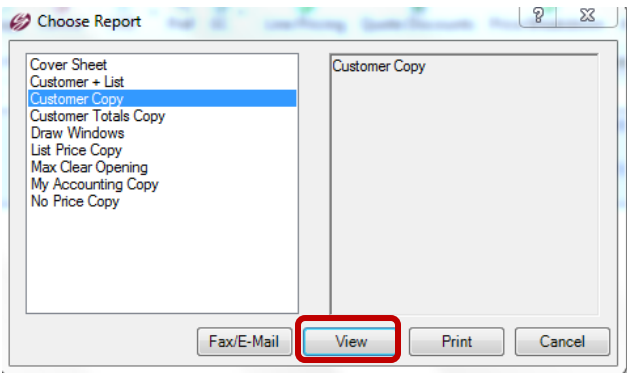 Choose Report
Cover Sheet
Customer + List
Customer Copy
Customer Totals Copy
Draw Windows
List Price Copy
Max Clear Opening
My Accounting Copy
No Price Copy
Customer Copy
Fax/E-Mail
View
Print
Cancel